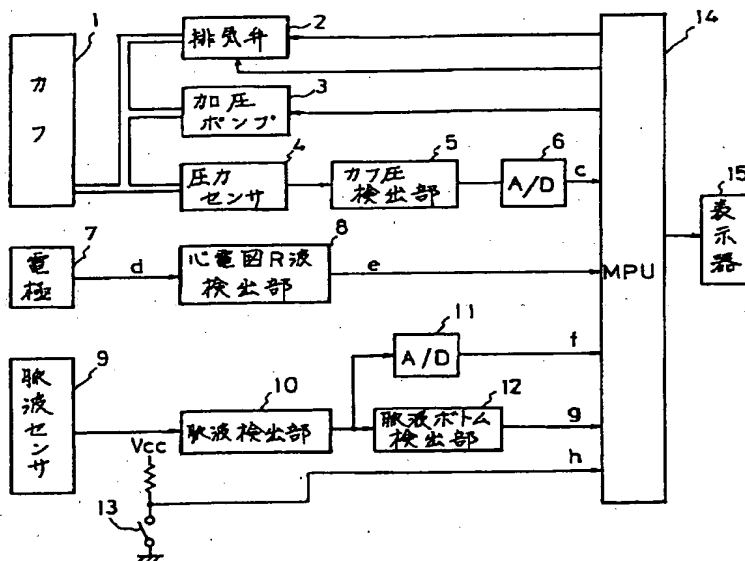 1
カフ
2
排気弁
3
加圧
ポンプ
4
圧力
センサ
5
カフ圧
検出部
6
A/D
c
7
電極
d
8
心電図R波
検出部
e
9
脈波センサ
10
脈波検出部
11
A/D
f
12
脈波ボトム
検出部
g
Vcc
13
h
14
MPU
15
表示器